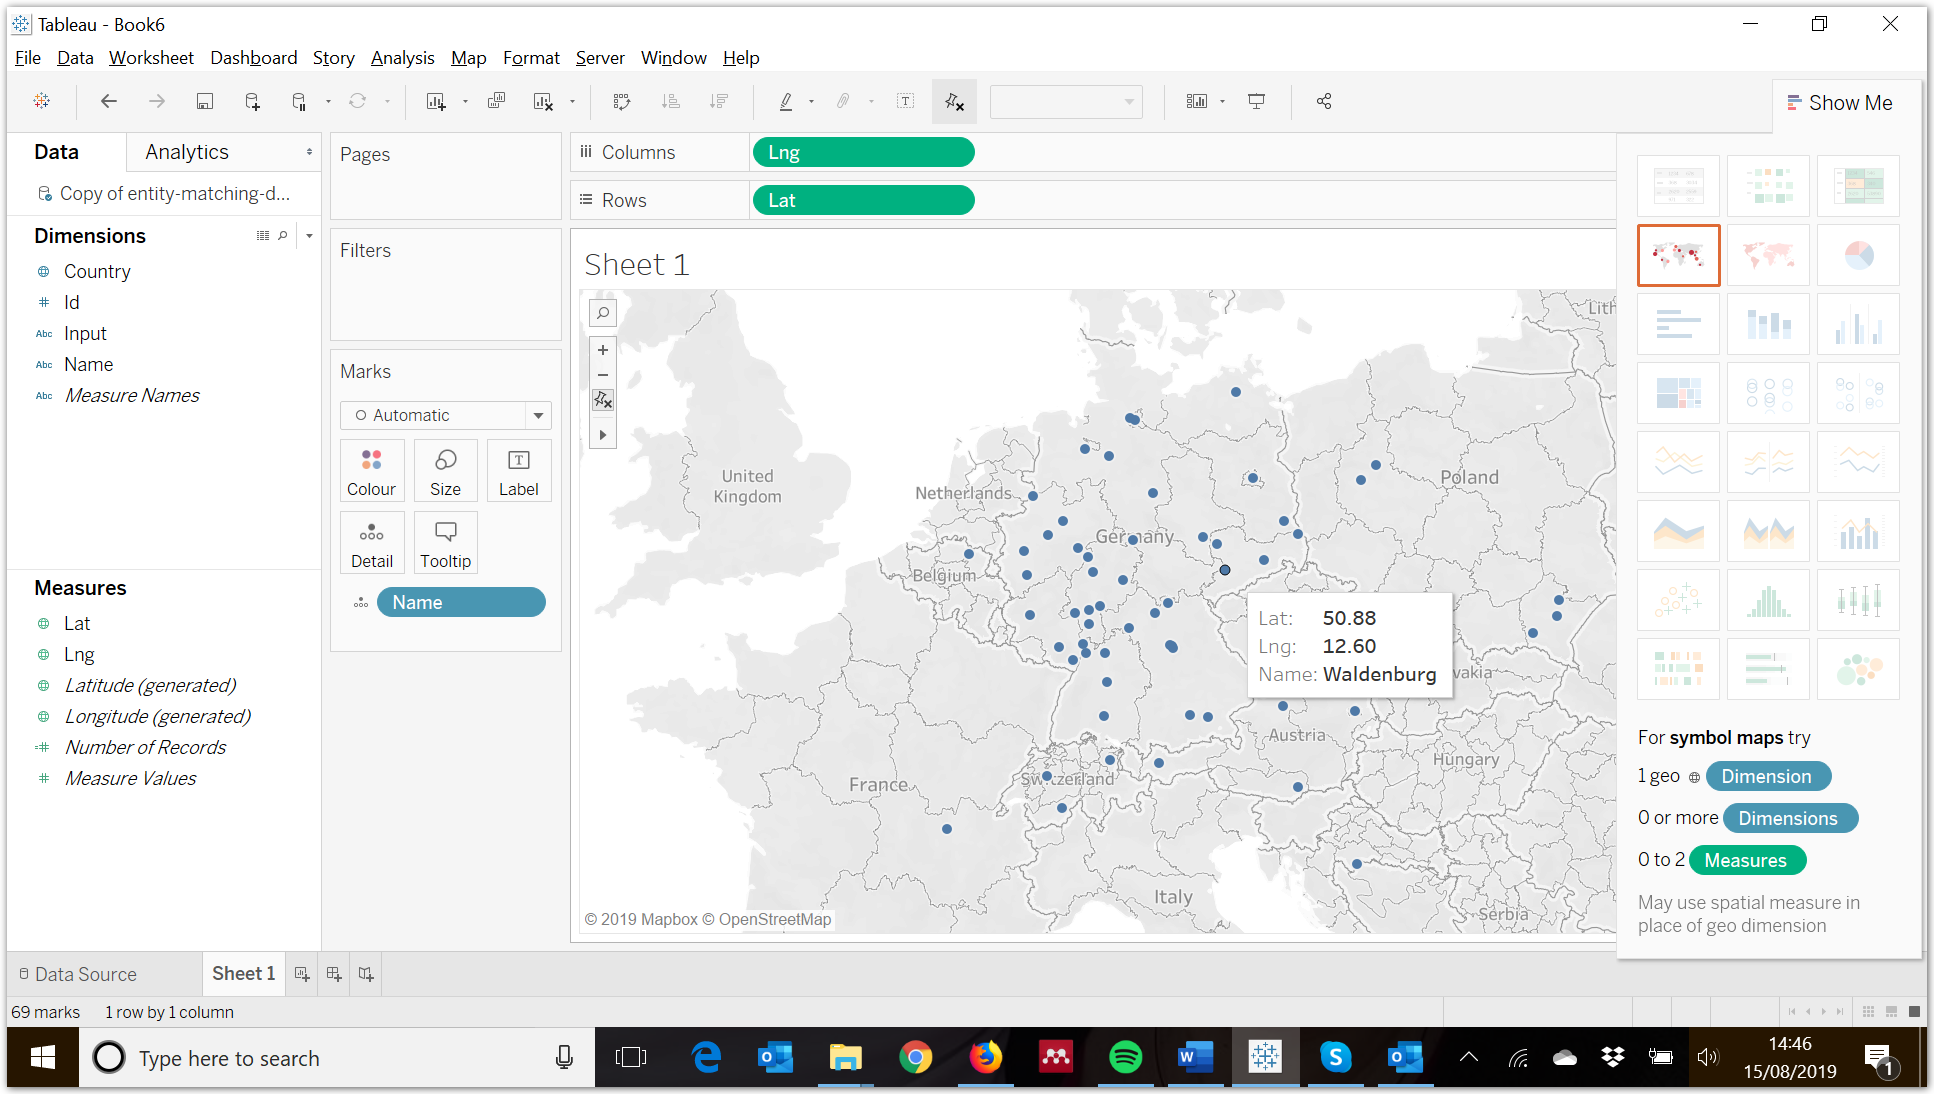 Tableau - Book6
File Data Worksheet Dashboard Story Analysis Map Format Server Window Help
Show Me
Data
Analytics
Copy of entity-matching-d...
Dimensions
Country
Id
Abc Input
Abc Name
Abc Measure Names
Measures
Lat
Lng
Latitude (generated)
Longitude (generated)
Number of Records
Measure Values
Pages
Filters
Marks
Automatic
Colour
Size
Label
Detail
Tooltip
Name
Columns
Lng
Rows
Lat
Sheet 1
Lith
United
Kingdom
Netherlands
Poland
Germany
Belgium
Lat: 50.88
Lng: 12.60
Name: Waldenburg
vakia
Austria
Hungary
Switzerland
France
Italy
Serbia
© 2019 Mapbox © OpenStreetMap
For symbol maps try
1 geo Dimension
0 or more Dimensions
0 to 2 Measures
May use spatial measure in
place of geo dimension
Data Source
Sheet 1
69 marks 1 row by 1 column
Type here to search
14:46
15/08/2019
1